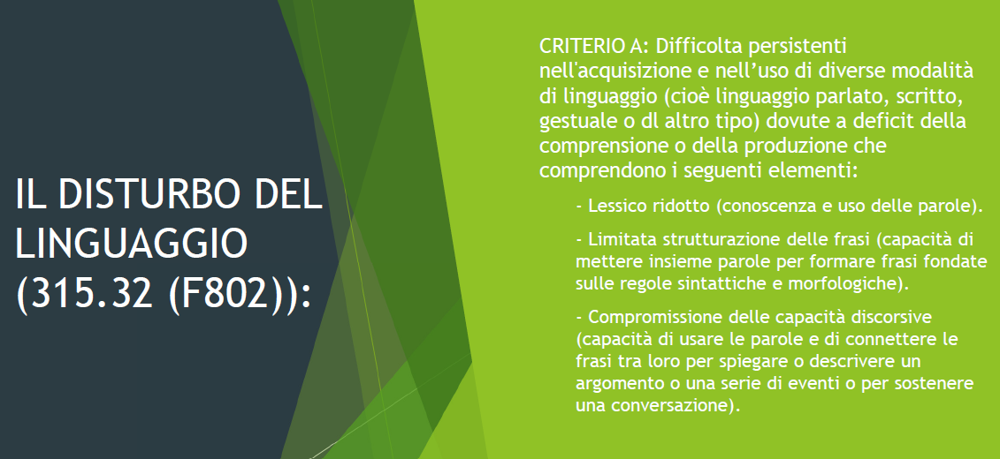 IL DISTURBO DEL
LINGUAGGIO
(315.32 (F802)):
CRITERIO A: Difficolta persistenti
nell'acquisizione e nell’uso di diverse modalità
di linguaggio (cioè linguaggio parlato, scritto,
gestuale o dl altro tipo) dovute a deficit della
comprensione o della produzione che
comprendono i seguenti elementi:
- Lessico ridotto (conoscenza e uso delle parole).
- Limitata strutturazione delle frasi (capacità di
mettere insieme parole per formare frasi fondate
sulle regole sintattiche e morfologiche).
- Compromissione delle capacità discorsive
(capacità di usare le parole e di connettere le
frasi tra loro per spiegare o descrivere un
argomento o una serie di eventi o per sostenere
una conversazione).